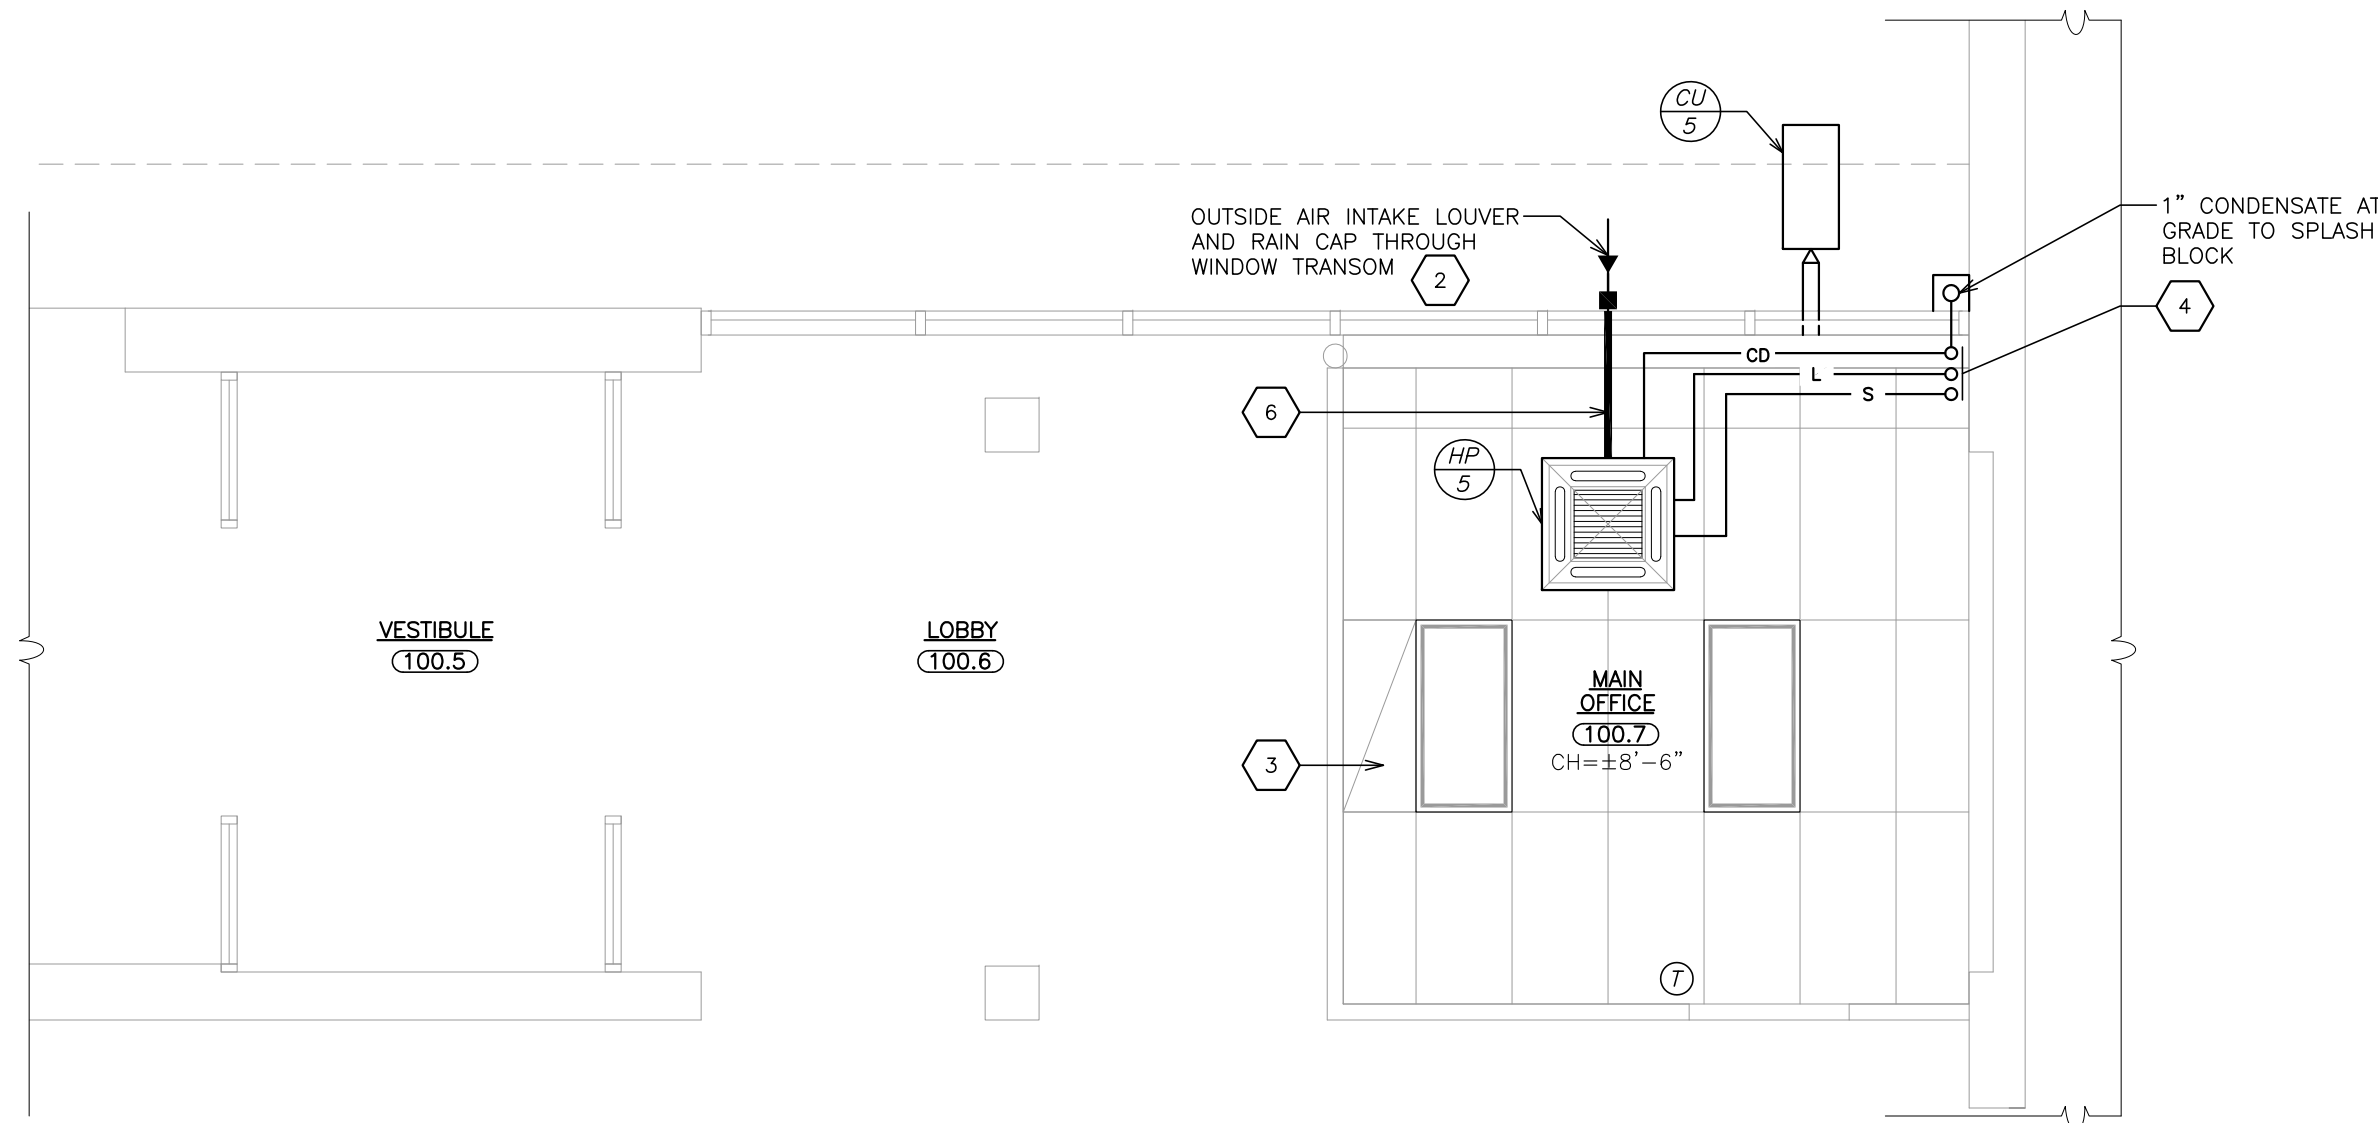 CU
5
OUTSIDE AIR INTAKE LOUVER
AND RAIN CAP THROUGH
WINDOW TRANSOM
2
1” CONDENSATE AT
GRADE TO SPLASH
BLOCK
4
CD
L
S
6
HP
5
VESTIBULE
100.5
LOBBY
100.6
MAIN
OFFICE
100.7
CH=±8’-6”
3
T